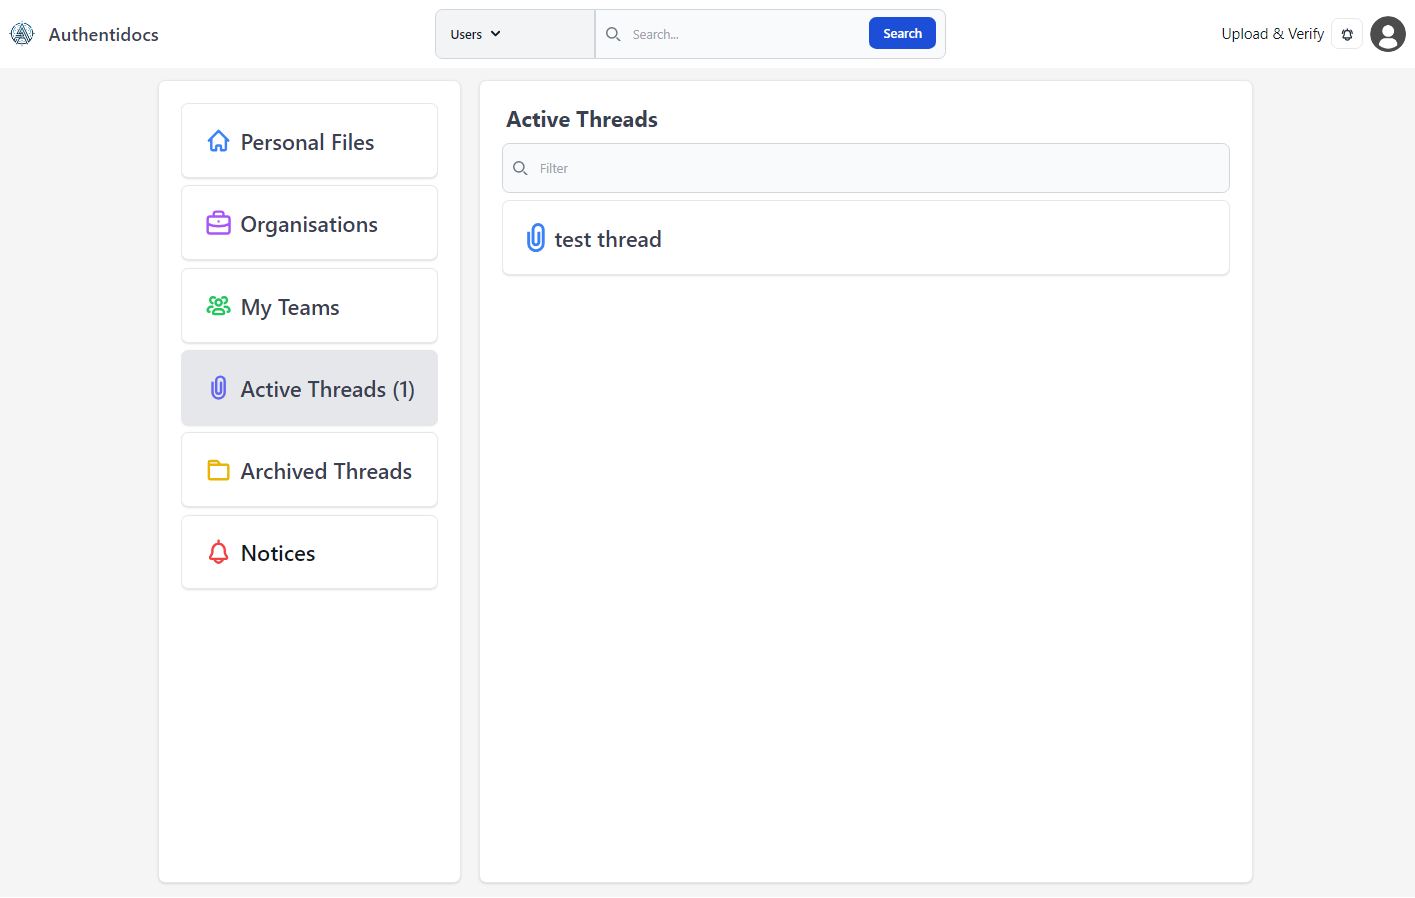 Authentidocs
Users
Search...
Search
Upload & Verify
Personal Files
Organisations
My Teams
Active Threads (1)
Archived Threads
Notices
Active Threads
Filter
test thread